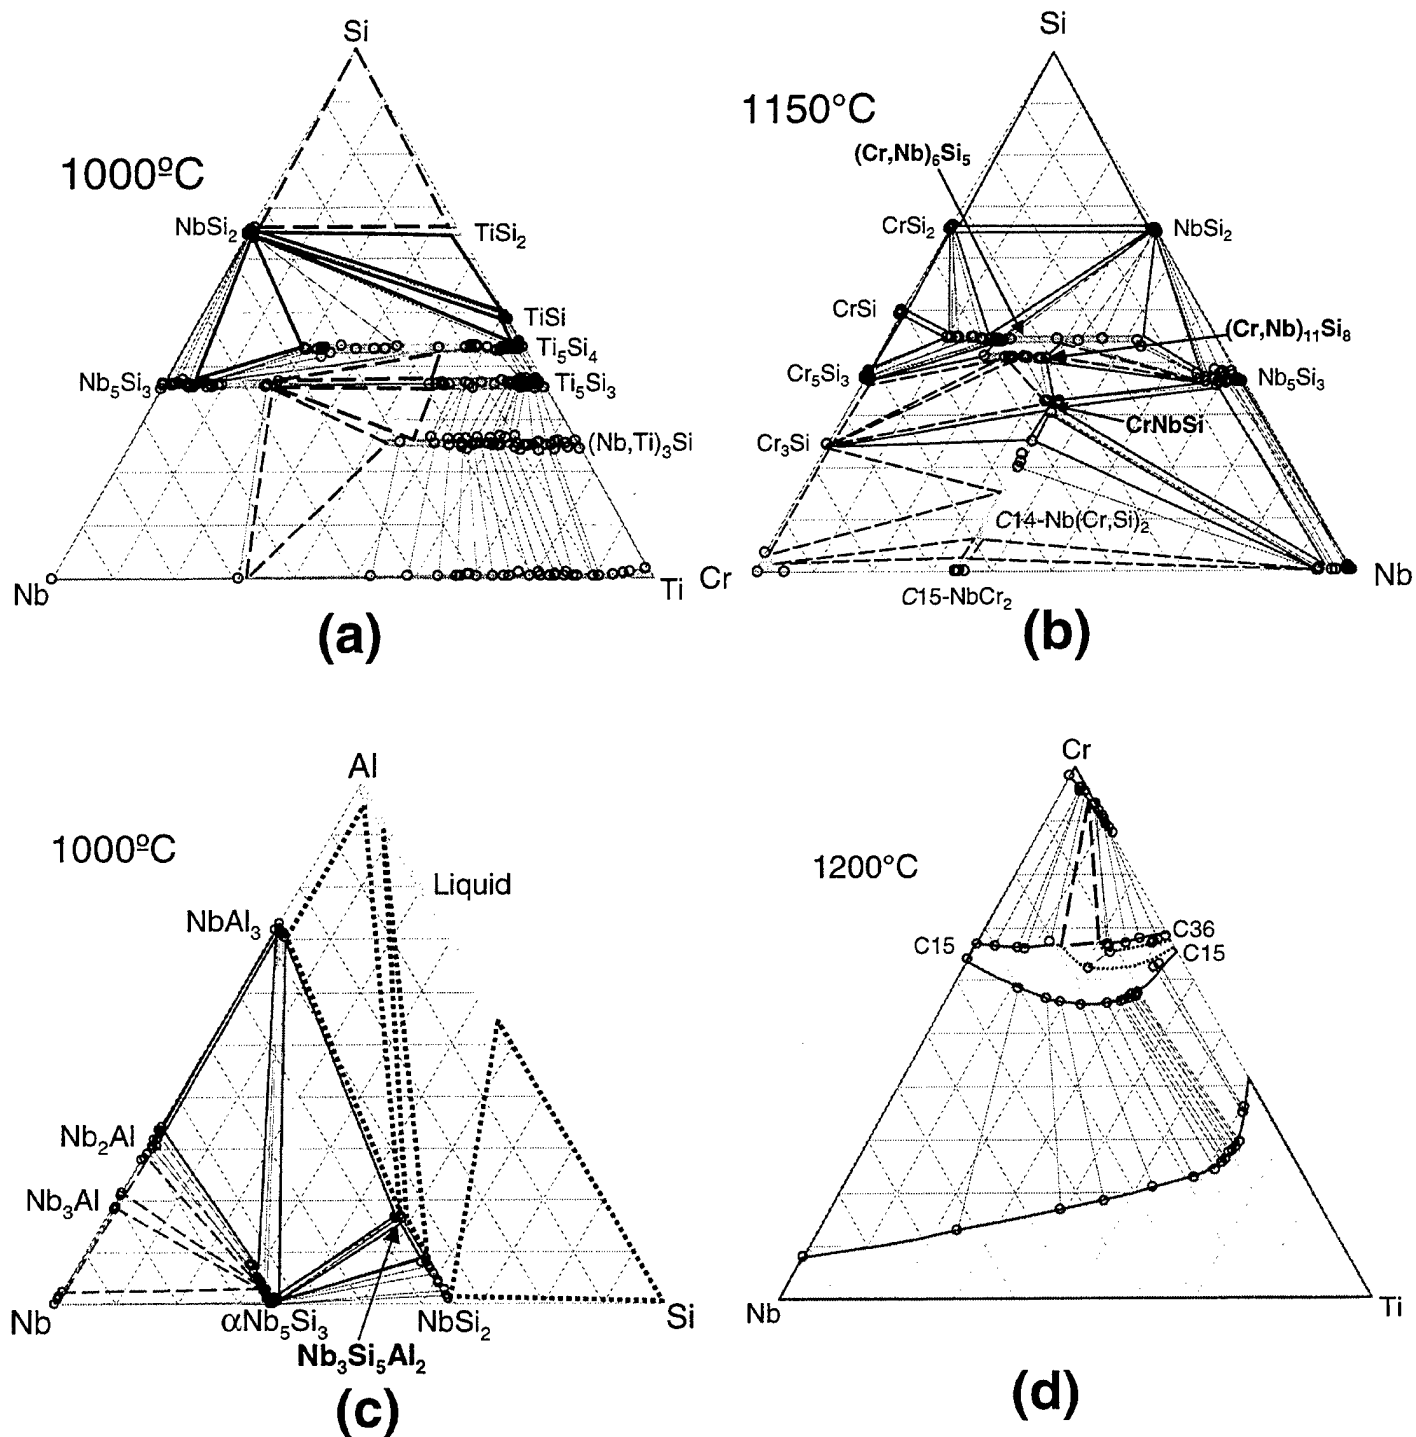 Si
1000ºC
NbSi₂
TiSi₂
TiSi
Ti₅Si₄
Nb₅Si₃
Ti₅Si₃
(Nb,Ti)₃Si
Nb
Ti
(a)
Si
1150°C
(Cr,Nb)₆Si₅
CrSi₂
NbSi₂
CrSi
(Cr,Nb)₁₁Si₈
Cr₅Si₃
Nb₅Si₃
CrNbSi
Cr₃Si
C14-Nb(Cr,Si)₂
Cr
Nb
C15-NbCr₂
(b)
Al
1000ºC
Liquid
NbAl₃
Nb₂Al
Nb₃Al
Nb
αNb₅Si₃
NbSi₂
Si
Nb₃Si₅Al₂
(c)
Cr
1200°C
C15
C36
C15
Nb
Ti
(d)